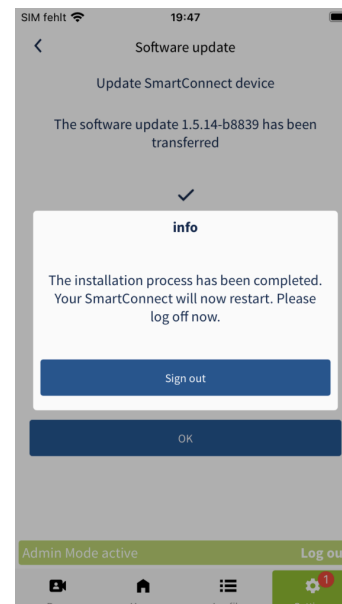 SIM fehlt 19:47
Software update
Update SmartConnect device
The software update 1.5.14-b8839 has been
transferred
info
The installation process has been completed.
Your SmartConnect will now restart. Please
log off now.
Sign out
OK
Admin Mode active Log ou
1